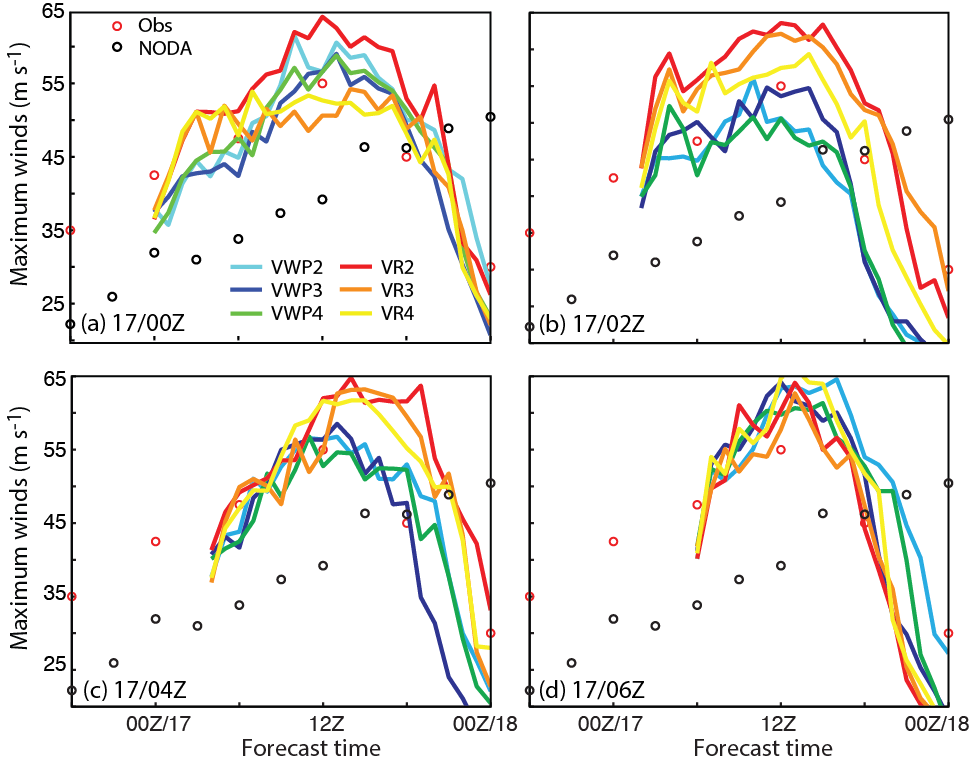 65
55
45
35
25
Maximum winds (m s⁻¹)
Obs
NODA
VWP2
VWP3
VWP4
VR2
VR3
VR4
(a) 17/00Z
(b) 17/02Z
65
55
45
35
25
Maximum winds (m s⁻¹)
(c) 17/04Z
(d) 17/06Z
00Z/17 12Z 00Z/18
Forecast time
00Z/17 12Z 00Z/18
Forecast time